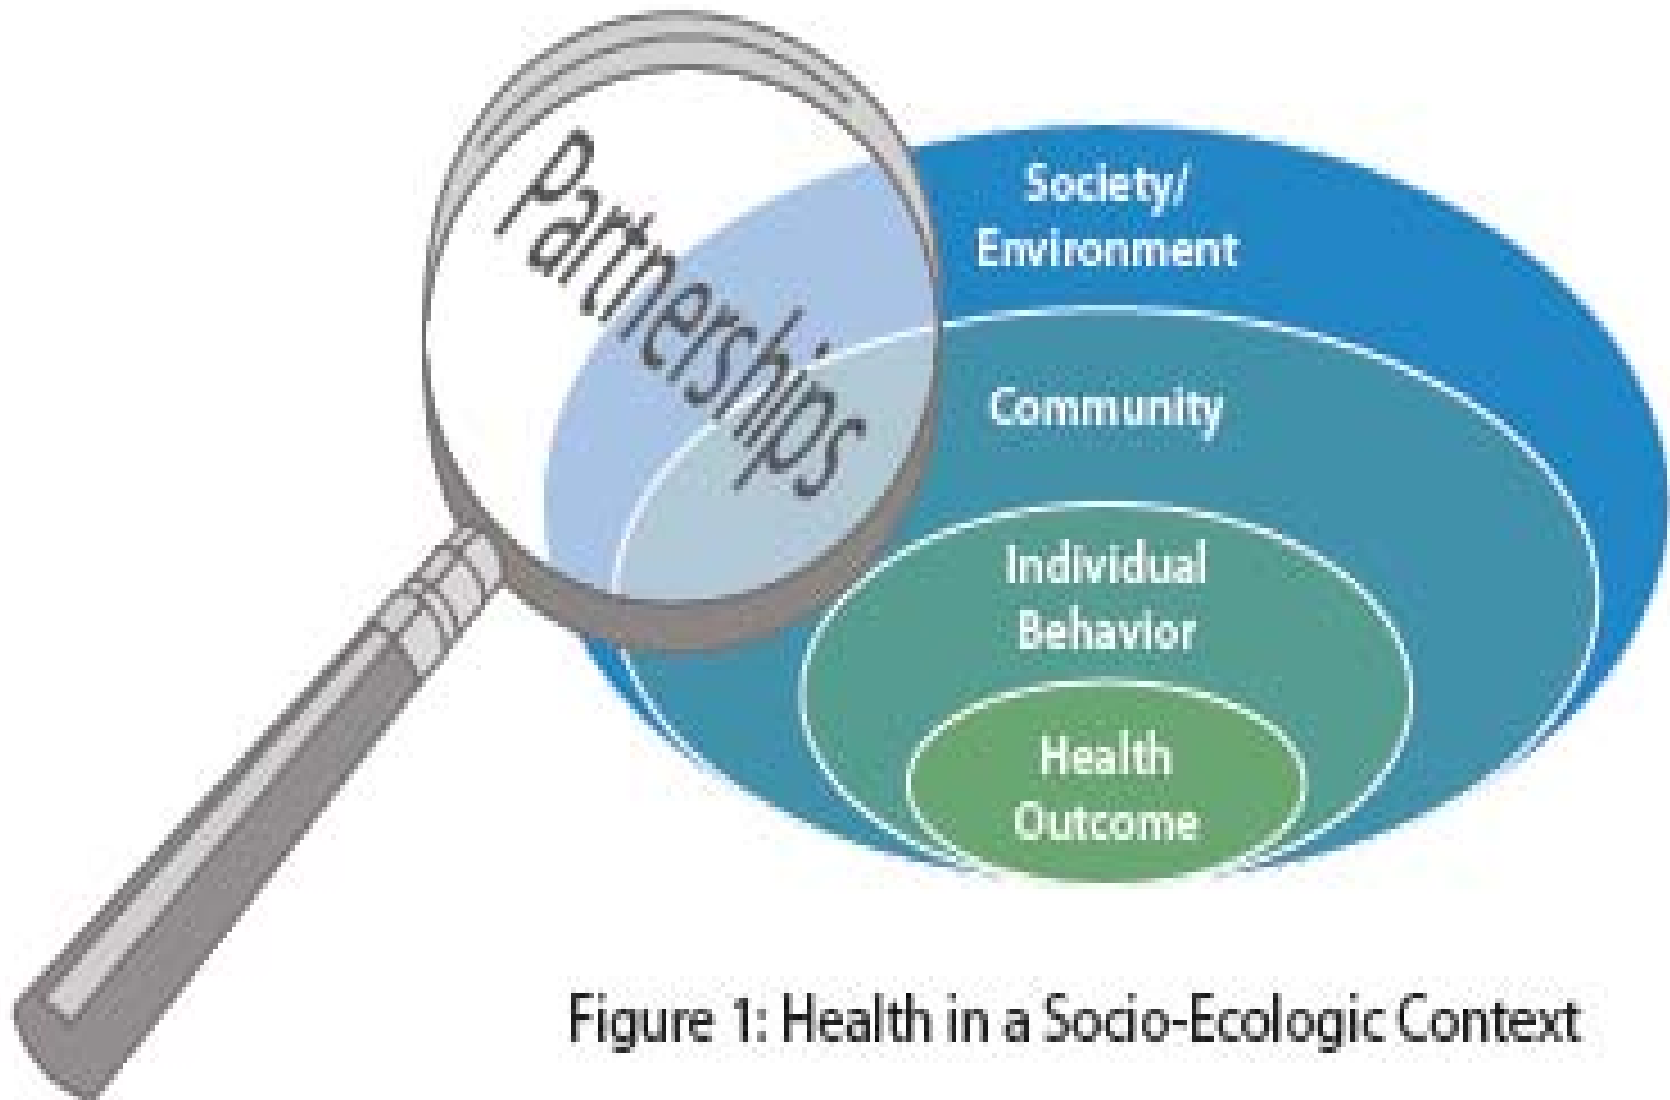 Partnerships
Society/
Environment
Community
Individual
Behavior
Health
Outcome
Figure 1: Health in a Socio-Ecologic Context